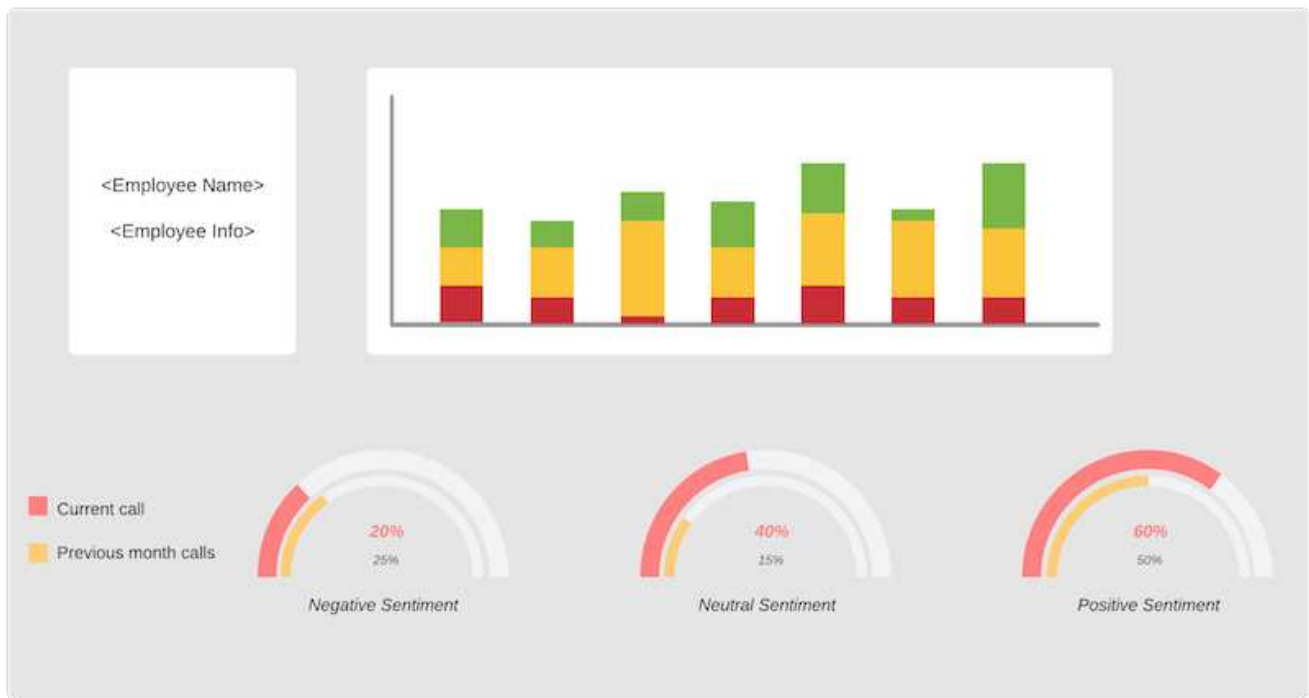 <Employee Name>
<Employee Info>
Current call
Previous month calls
20%
25%
Negative Sentiment
40%
15%
Neutral Sentiment
60%
50%
Positive Sentiment